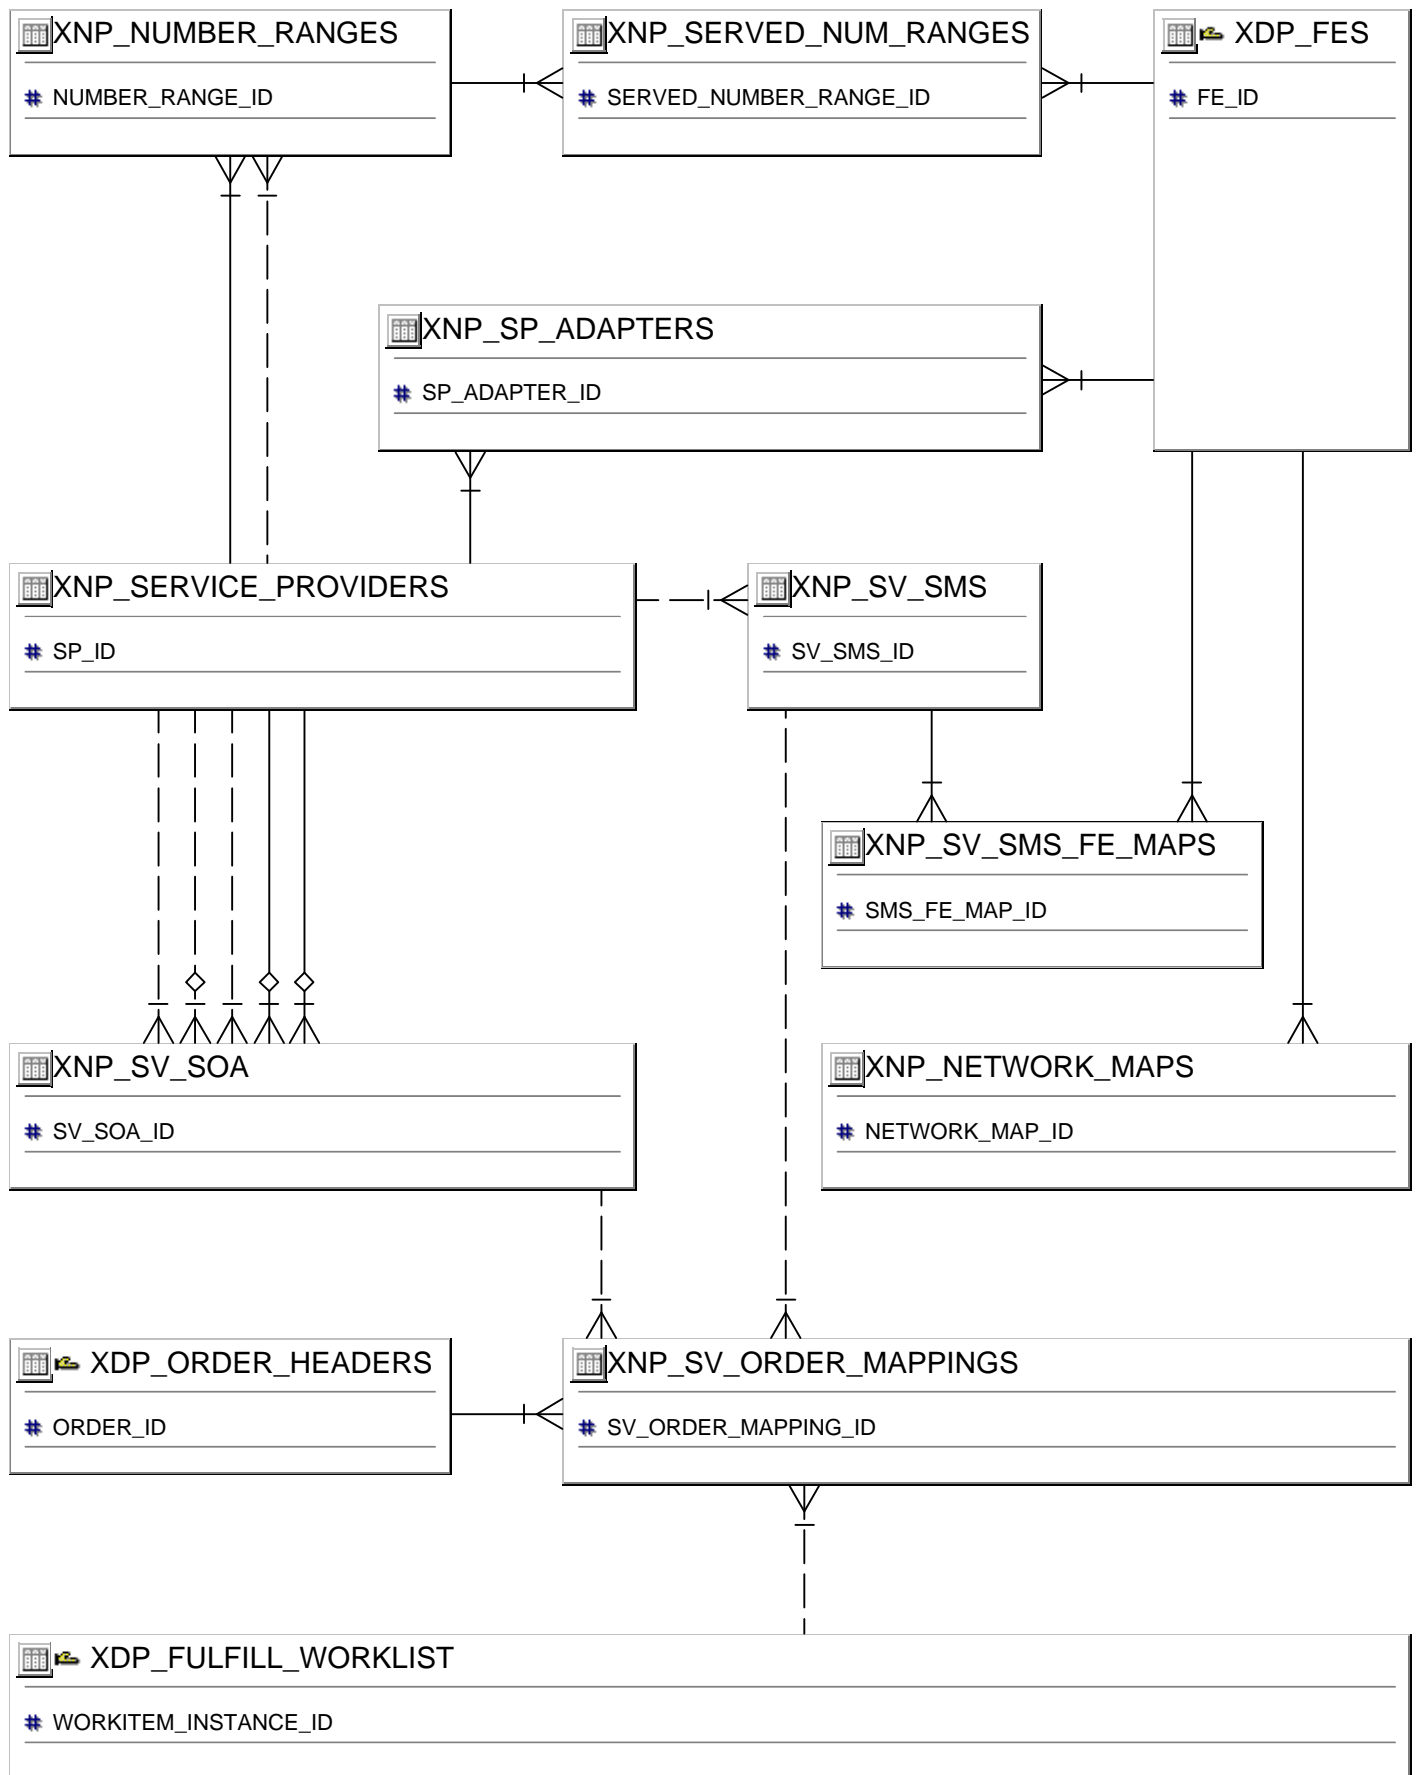 XNP_NUMBER_RANGES
# NUMBER_RANGE_ID
XNP_SERVED_NUM_RANGES
# SERVED_NUMBER_RANGE_ID
XDP_FES
# FE_ID
XNP_SP_ADAPTERS
# SP_ADAPTER_ID
XNP_SERVICE_PROVIDERS
# SP_ID
XNP_SV_SMS
# SV_SMS_ID
XNP_SV_SMS_FE_MAPS
# SMS_FE_MAP_ID
XNP_SV_SOA
# SV_SOA_ID
XNP_NETWORK_MAPS
# NETWORK_MAP_ID
XDP_ORDER_HEADERS
# ORDER_ID
XNP_SV_ORDER_MAPPINGS
# SV_ORDER_MAPPING_ID
XDP_FULFILL_WORKLIST
# WORKITEM_INSTANCE_ID